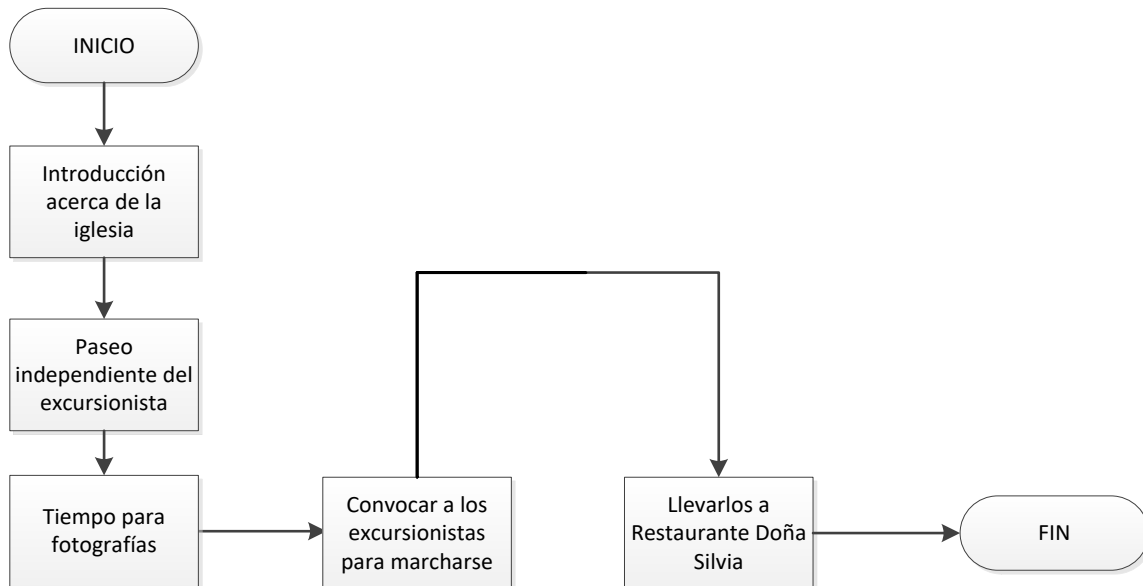 INICIO
Introducción
acerca de la
iglesia
Paseo
independiente del
excursionista
Tiempo para
fotografías
Convocar a los
excursionistas
para marcharse
Llevarlos a
Restaurante Doña
Silvia
FIN